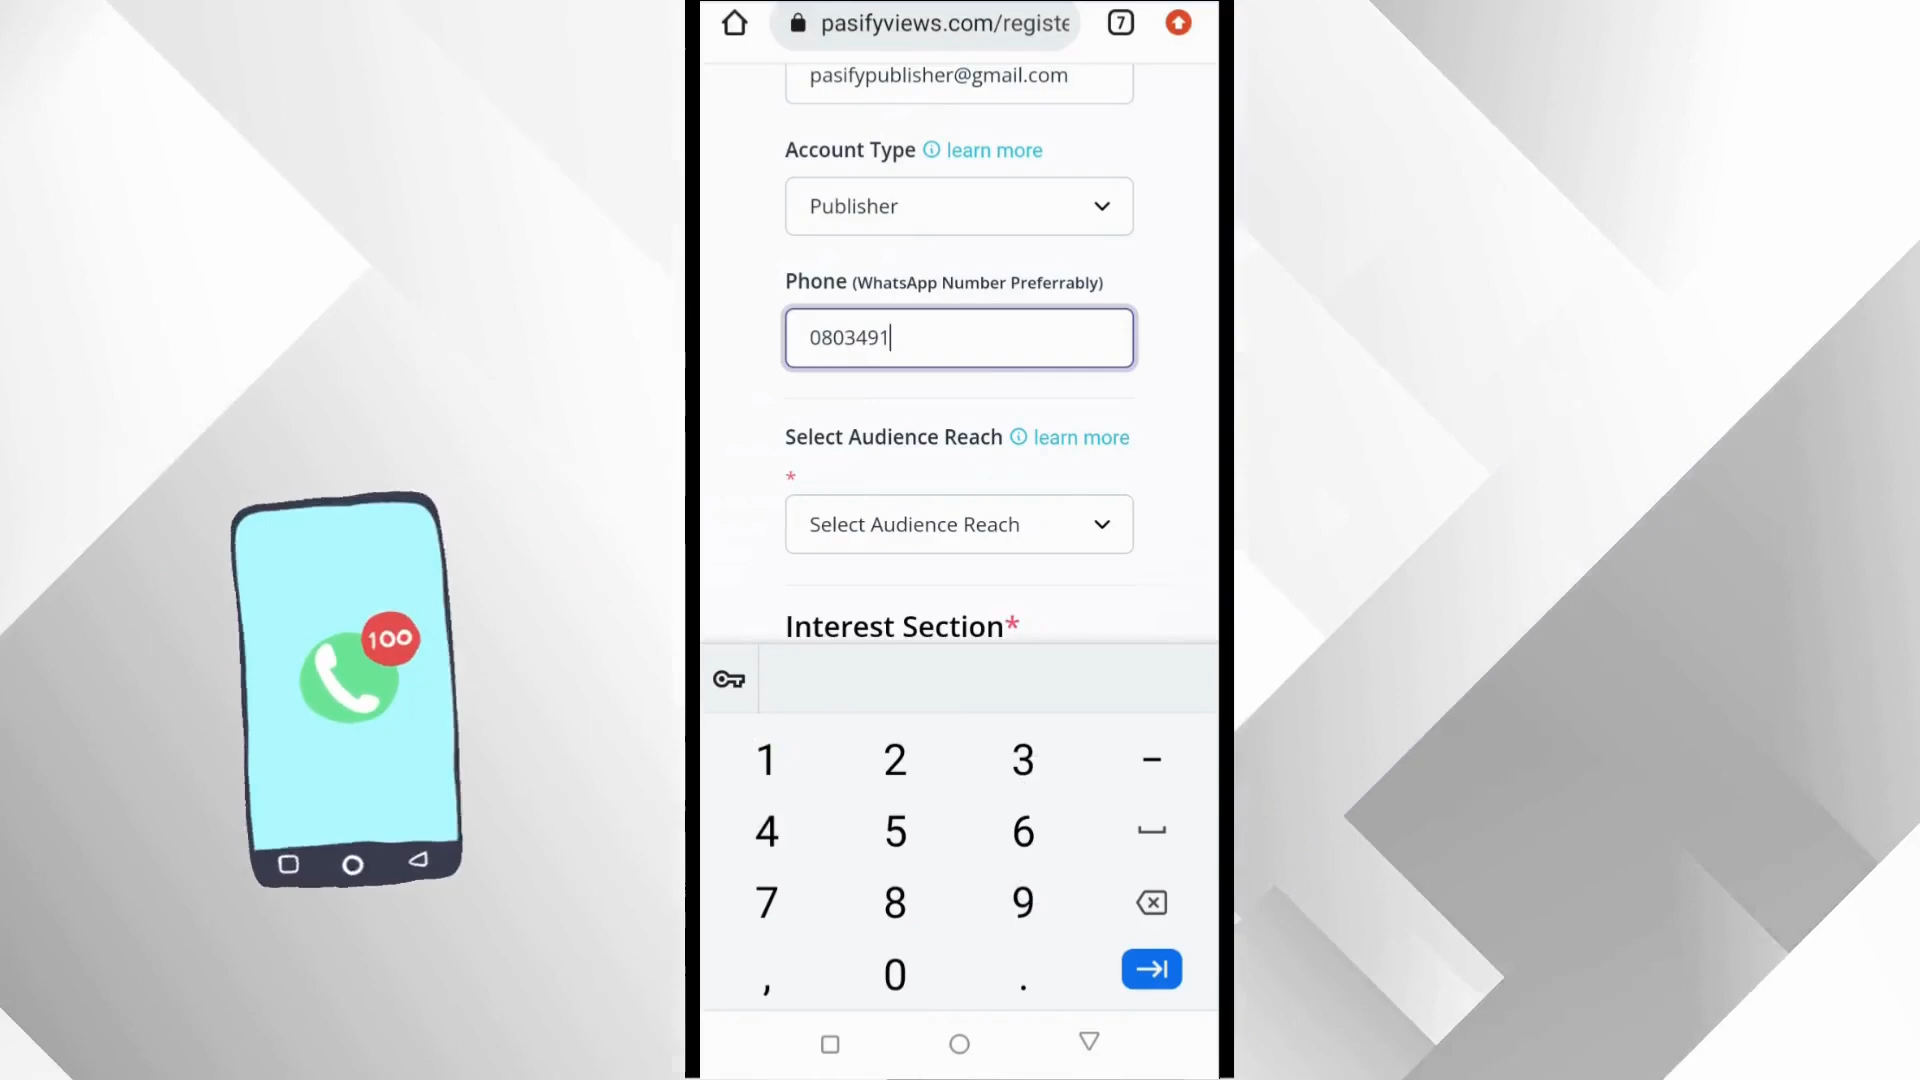 pasifyviews.com/registe
7
pasifypublisher@gmail.com
Account Type learn more
Publisher
Phone (WhatsApp Number Preferrably)
0803491
Select Audience Reach learn more
*
Select Audience Reach
Interest Section*
100
1 2 3 –
4 5 6
7 8 9
, 0 .